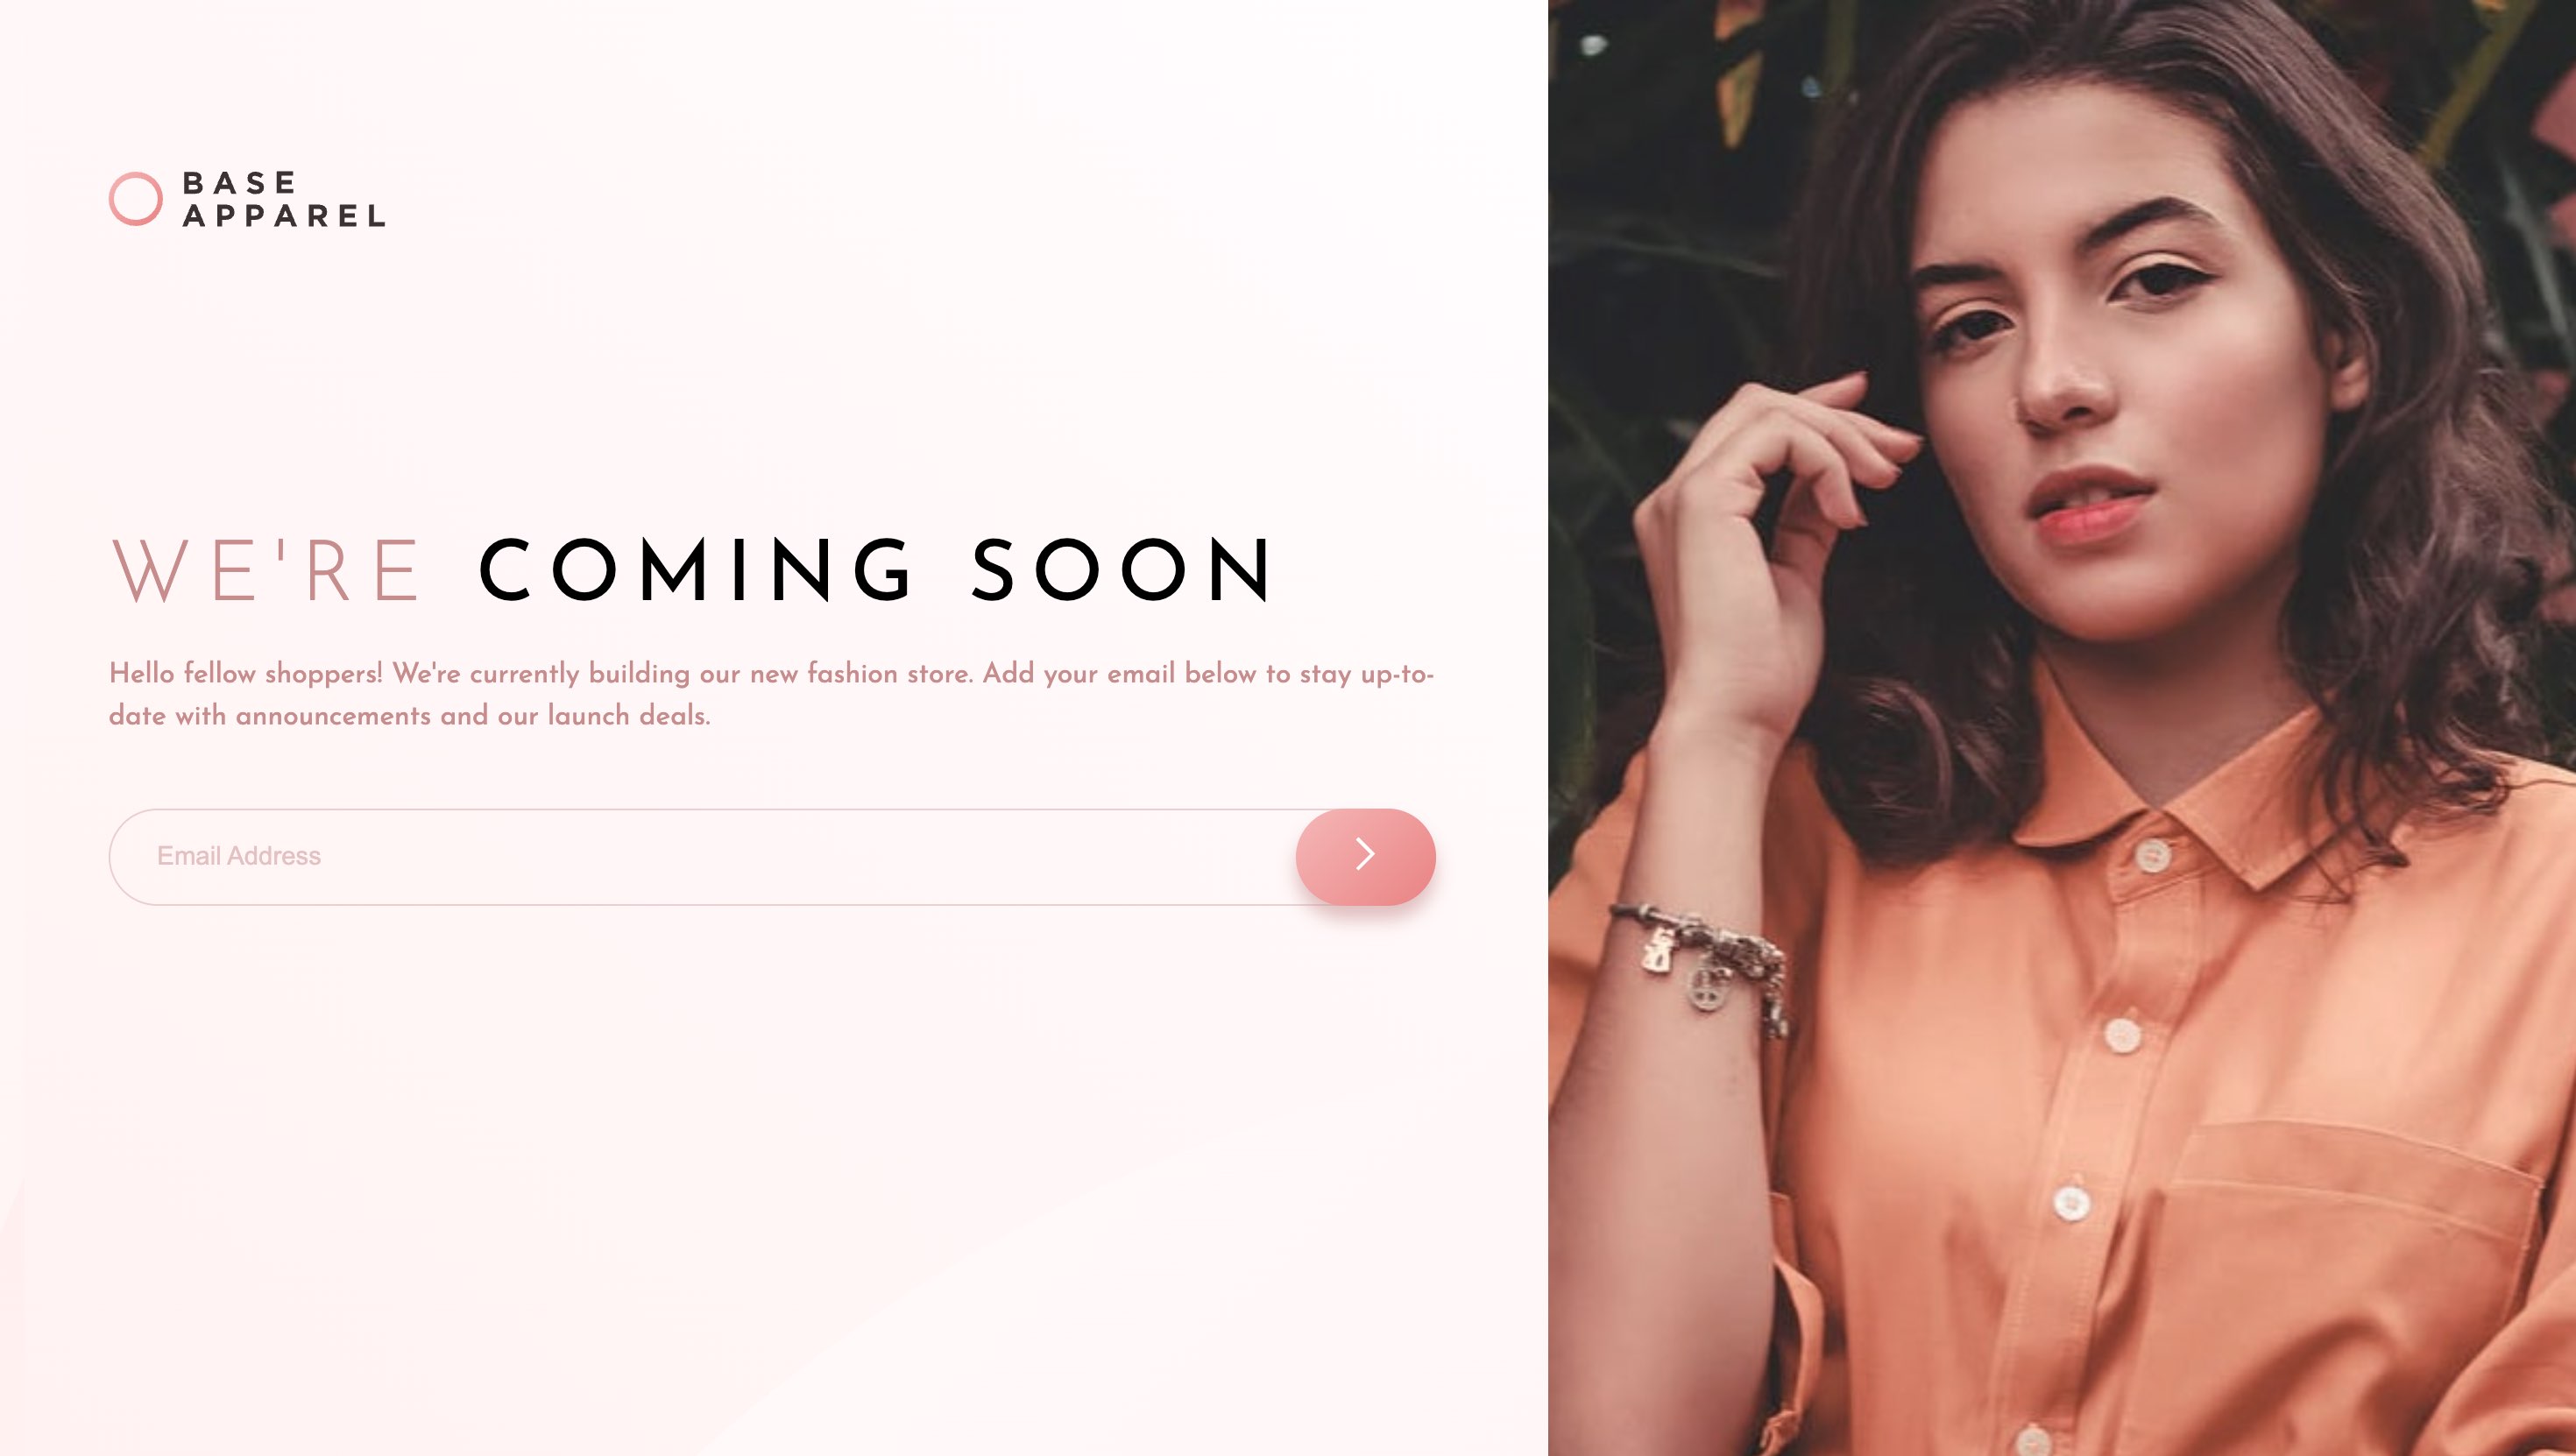 BASE
APPAREL
WE'RE COMING SOON
Hello fellow shoppers! We're currently building our new fashion store. Add your email below to stay up-to-
date with announcements and our launch deals.
Email Address